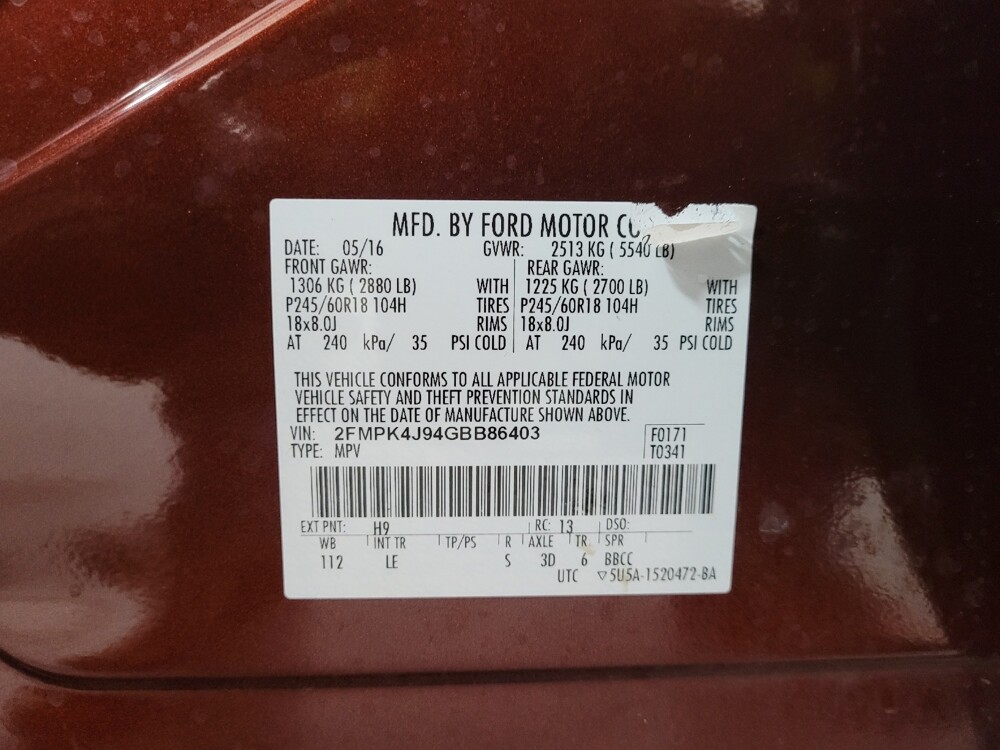 MFD. BY FORD MOTOR CO
DATE: 05/16 GVWR: 2513 KG ( 5540 LB)
FRONT GAWR: REAR GAWR:
1306 KG ( 2880 LB) WITH 1225 KG ( 2700 LB) WITH
P245/60R18 104H TIRES P245/60R18 104H TIRES
18x8.0J RIMS 18x8.0J RIMS
AT 240 kPa/ 35 PSI COLD AT 240 kPa/ 35 PSI COLD
THIS VEHICLE CONFORMS TO ALL APPLICABLE FEDERAL MOTOR
VEHICLE SAFETY AND THEFT PREVENTION STANDARDS IN
EFFECT ON THE DATE OF MANUFACTURE SHOWN ABOVE.
VIN: 2FMPK4J94GBB86403 F0171
TYPE: MPV T0341
EXT PNT: H9 RC: 13 DSO:
WB INT TR TP/PS R AXLE TR SPR
112 LE S 3D 6 BBCC
UTC ▽5U5A-1520472-BA